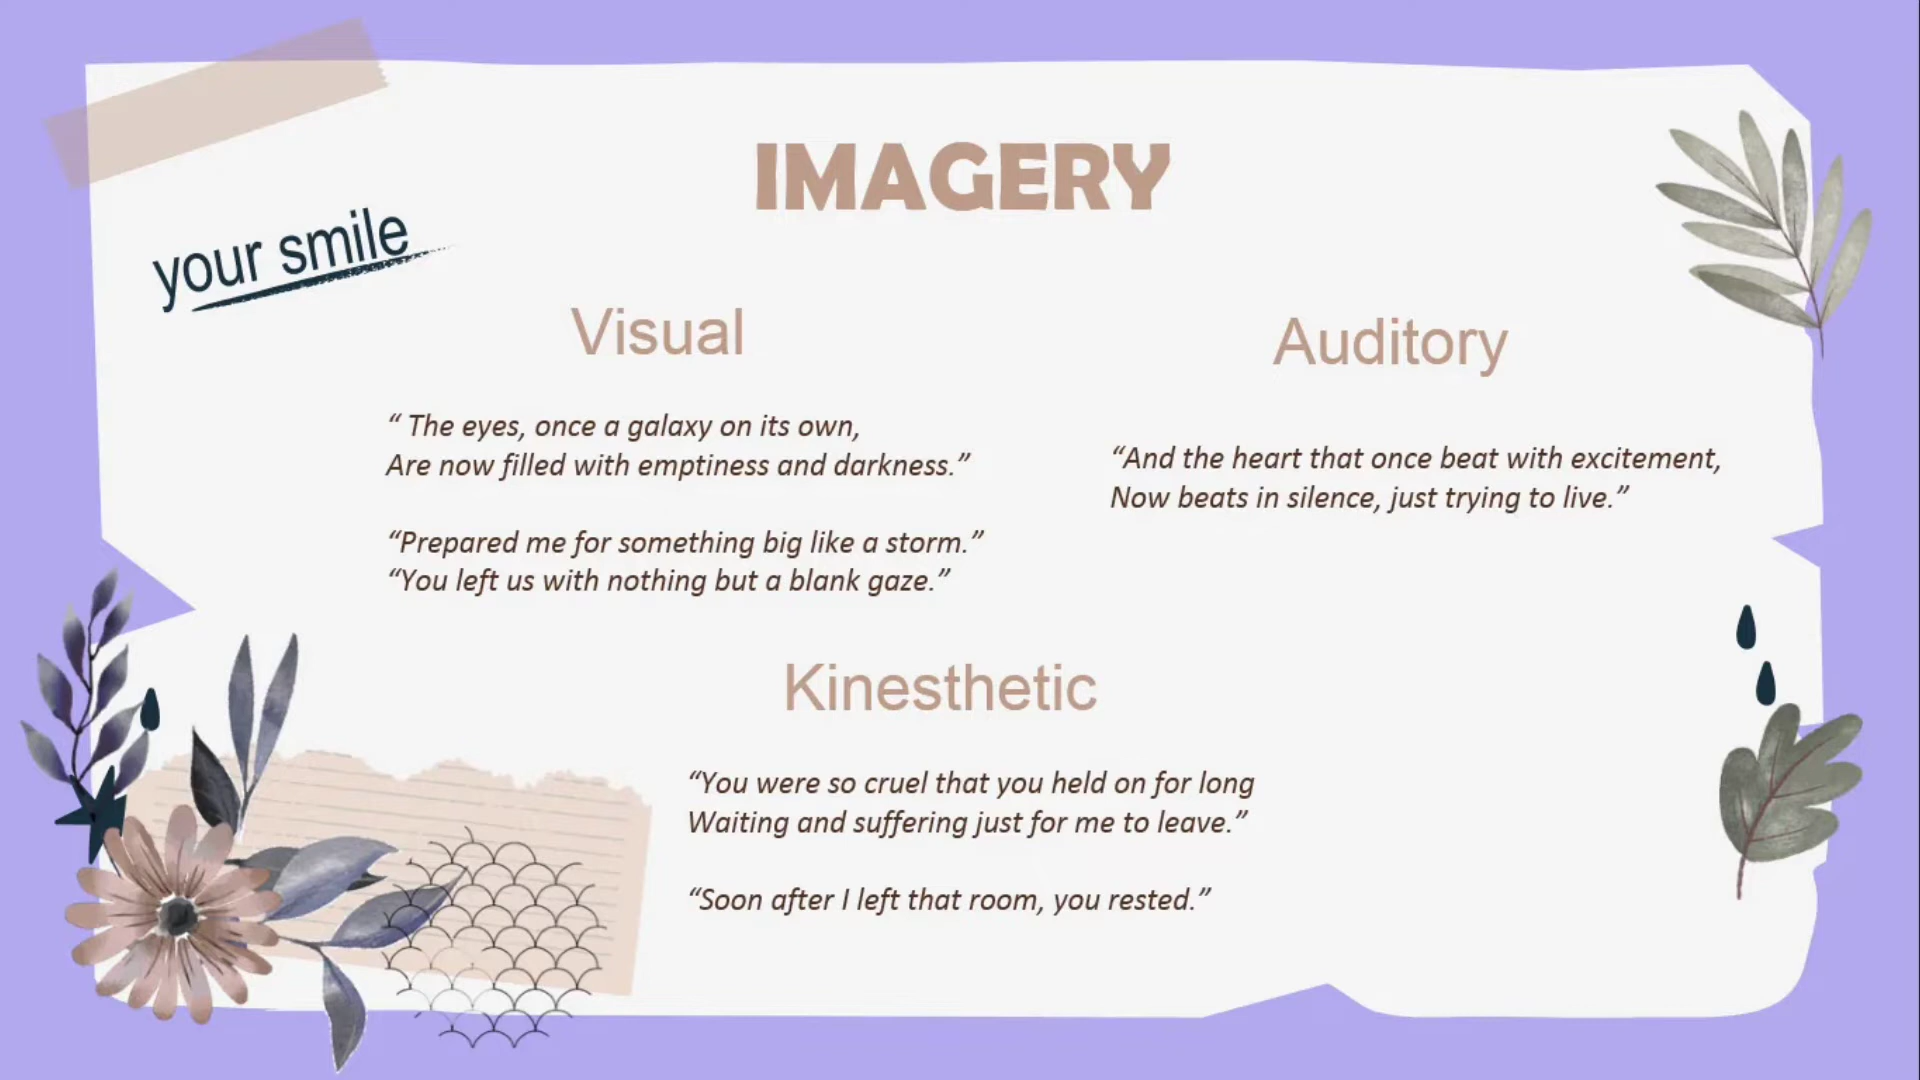 IMAGERY
your smile
Visual
“ The eyes, once a galaxy on its own,
Are now filled with emptiness and darkness.”
“Prepared me for something big like a storm.”
“You left us with nothing but a blank gaze.”
Auditory
“And the heart that once beat with excitement,
Now beats in silence, just trying to live.”
Kinesthetic
“You were so cruel that you held on for long
Waiting and suffering just for me to leave.”
“Soon after I left that room, you rested.”